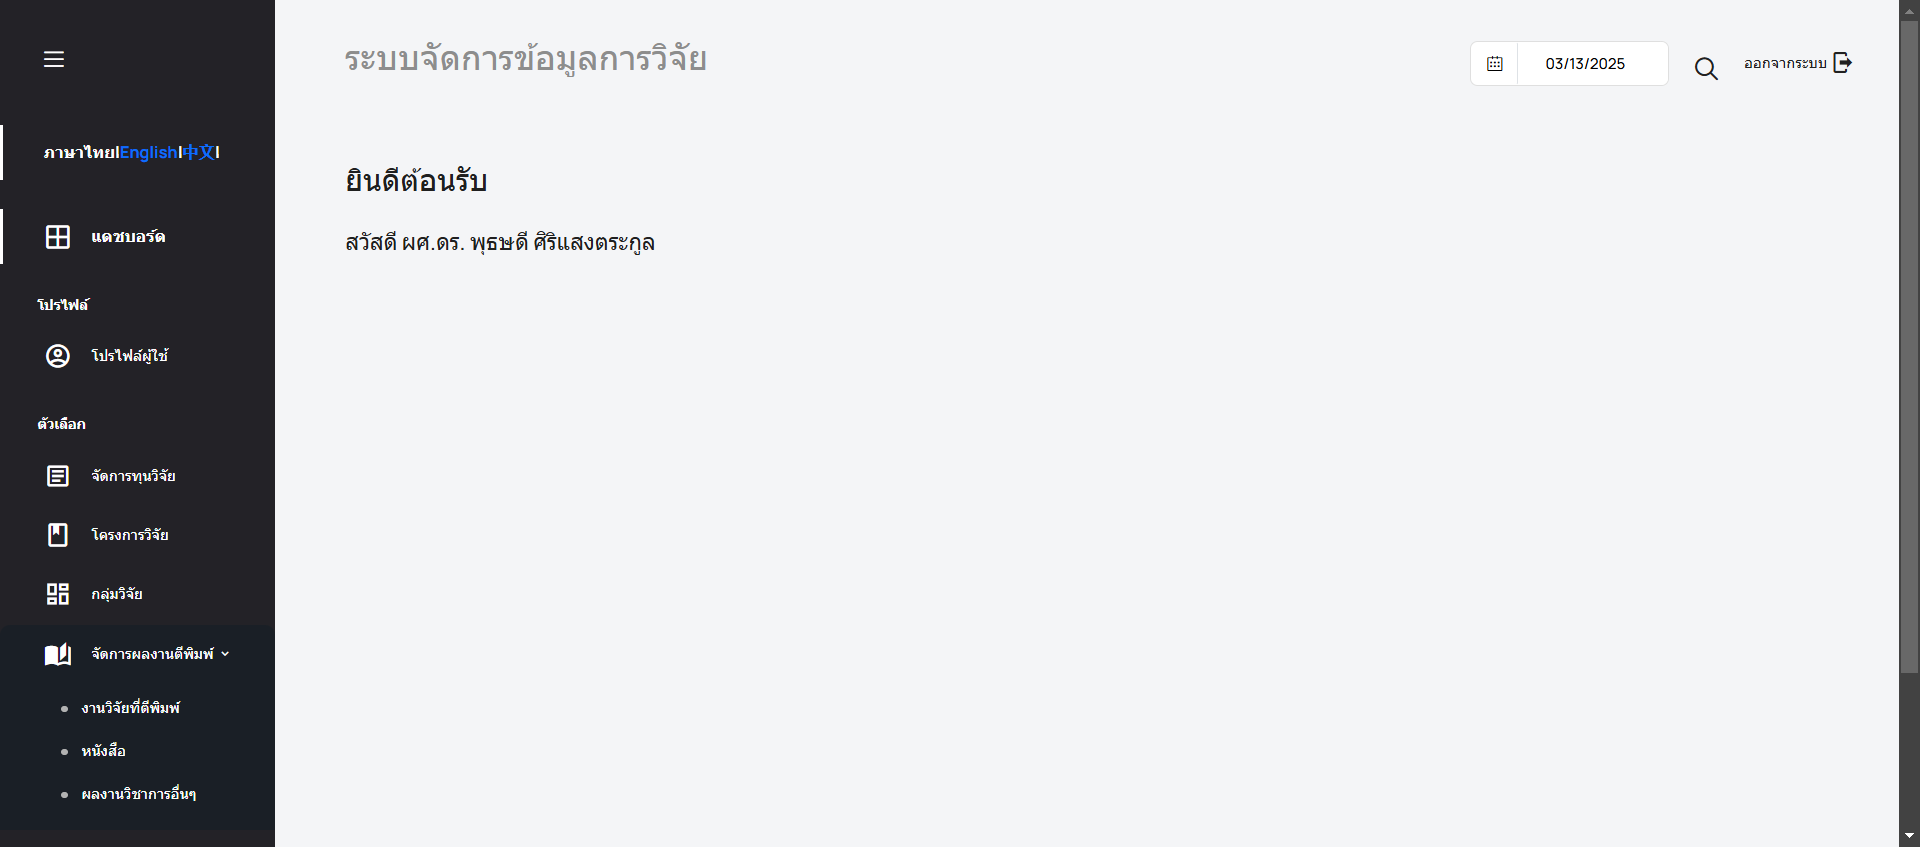 ระบบจัดการข้อมูลการวิจัย
03/13/2025
ออกจากระบบ
ภาษาไทย|English|中文|
แดชบอร์ด
โปรไฟล์
โปรไฟล์ผู้ใช้
ตัวเลือก
จัดการทุนวิจัย
โครงการวิจัย
กลุ่มวิจัย
จัดการผลงานตีพิมพ์
งานวิจัยที่ตีพิมพ์
หนังสือ
ผลงานวิชาการอื่นๆ
ยินดีต้อนรับ
สวัสดี ผศ.ดร. พุธษดี ศิริแสงตระกูล